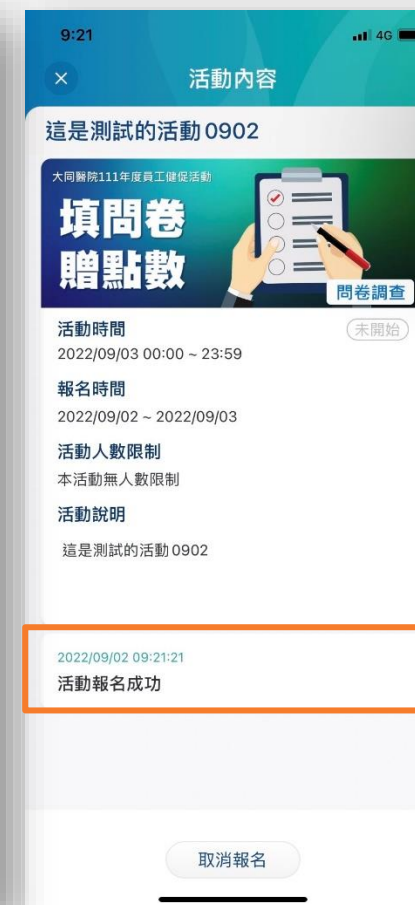 9:21
4G
活動內容
這是測試的活動 0902
大同醫院111年度員工健促活動
填問卷
贈點數
問卷調查
活動時間
未開始
2022/09/03 00:00 ~ 23:59
報名時間
2022/09/02 ~ 2022/09/03
活動人數限制
本活動無人數限制
活動說明
這是測試的活動 0902
2022/09/02 09:21:21
活動報名成功
取消報名